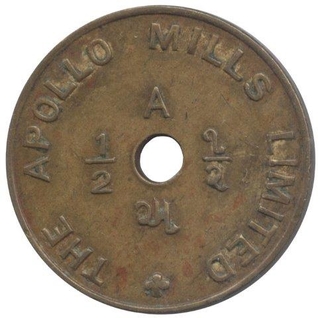 THE APOLLO MILLS LIMITED
A
1/2 ૧/૨
અ